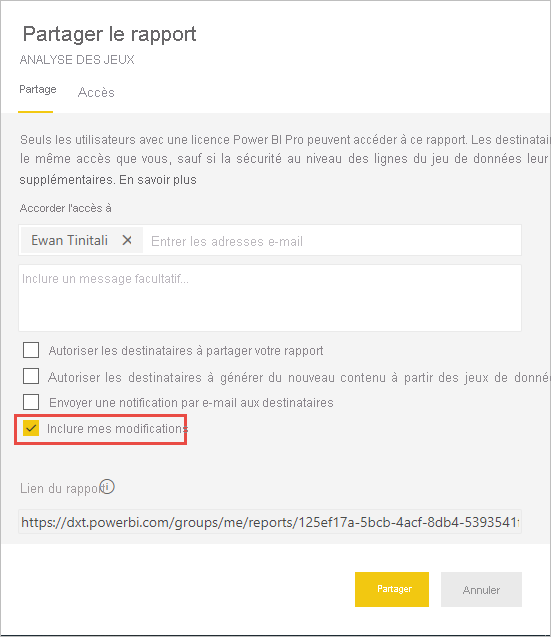 Partager le rapport
ANALYSE DES JEUX
Partage Accès
Seuls les utilisateurs avec une licence Power BI Pro peuvent accéder à ce rapport. Les destinatai
le même accès que vous, sauf si la sécurité au niveau des lignes du jeu de données leur
supplémentaires. En savoir plus
Accorder l'accès à
Ewan Tinitali Entrer les adresses e-mail
Inclure un message facultatif...
Autoriser les destinataires à partager votre rapport
Autoriser les destinataires à générer du nouveau contenu à partir des jeux de donné
Envoyer une notification par e-mail aux destinataires
Inclure mes modifications
Lien du rapport
https://dxt.powerbi.com/groups/me/reports/125ef17a-5bcb-4acf-8db4-5393541f
Partager Annuler